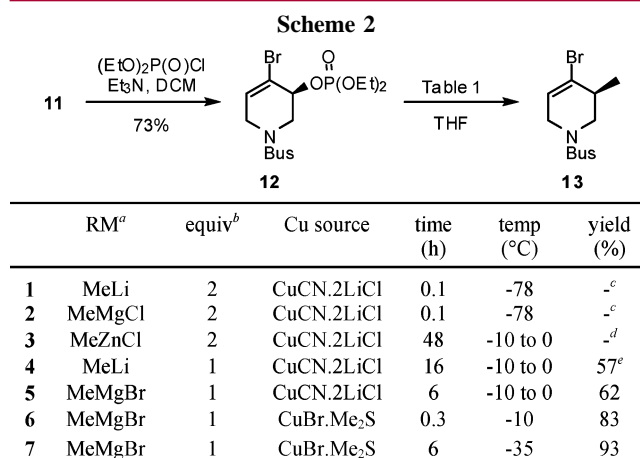 Scheme 2
(EtO)₂P(O)Cl
Et₃N, DCM
73%
11
Br
O
OP(OEt)₂
N
Bus
12
Table 1
THF
Br
N
Bus
13
RMᵃ equivᵇ Cu source time (h) temp (°C) yield (%)
1 MeLi 2 CuCN.2LiCl 0.1 -78 -ᶜ
2 MeMgCl 2 CuCN.2LiCl 0.1 -78 -ᶜ
3 MeZnCl 2 CuCN.2LiCl 48 -10 to 0 -ᵈ
4 MeLi 1 CuCN.2LiCl 16 -10 to 0 57ᵉ
5 MeMgBr 1 CuCN.2LiCl 6 -10 to 0 62
6 MeMgBr 1 CuBr.Me₂S 0.3 -10 83
7 MeMgBr 1 CuBr.Me₂S 6 -35 93